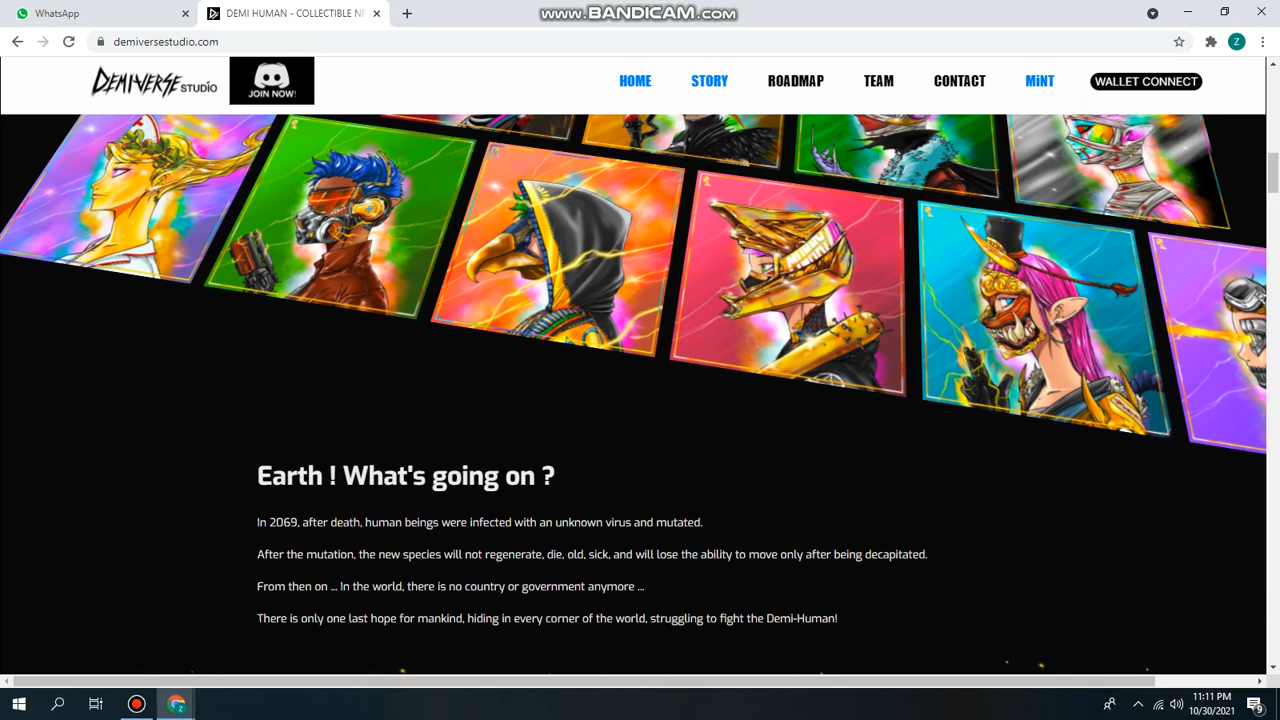 WhatsApp
DEMI HUMAN - COLLECTIBLE NF
www.BANDICAM.com
demiversestudio.com
Z
DEMIVERSE STUDIO
JOIN NOW!
HOME
STORY
ROADMAP
TEAM
CONTACT
MiNT
WALLET CONNECT
Earth ! What's going on ?
In 2069, after death, human beings were infected with an unknown virus and mutated.
After the mutation, the new species will not regenerate, die, old, sick, and will lose the ability to move only after being decapitated.
From then on ... In the world, there is no country or government anymore ...
There is only one last hope for mankind, hiding in every corner of the world, struggling to fight the Demi-Human!
11:11 PM
10/30/2021
9